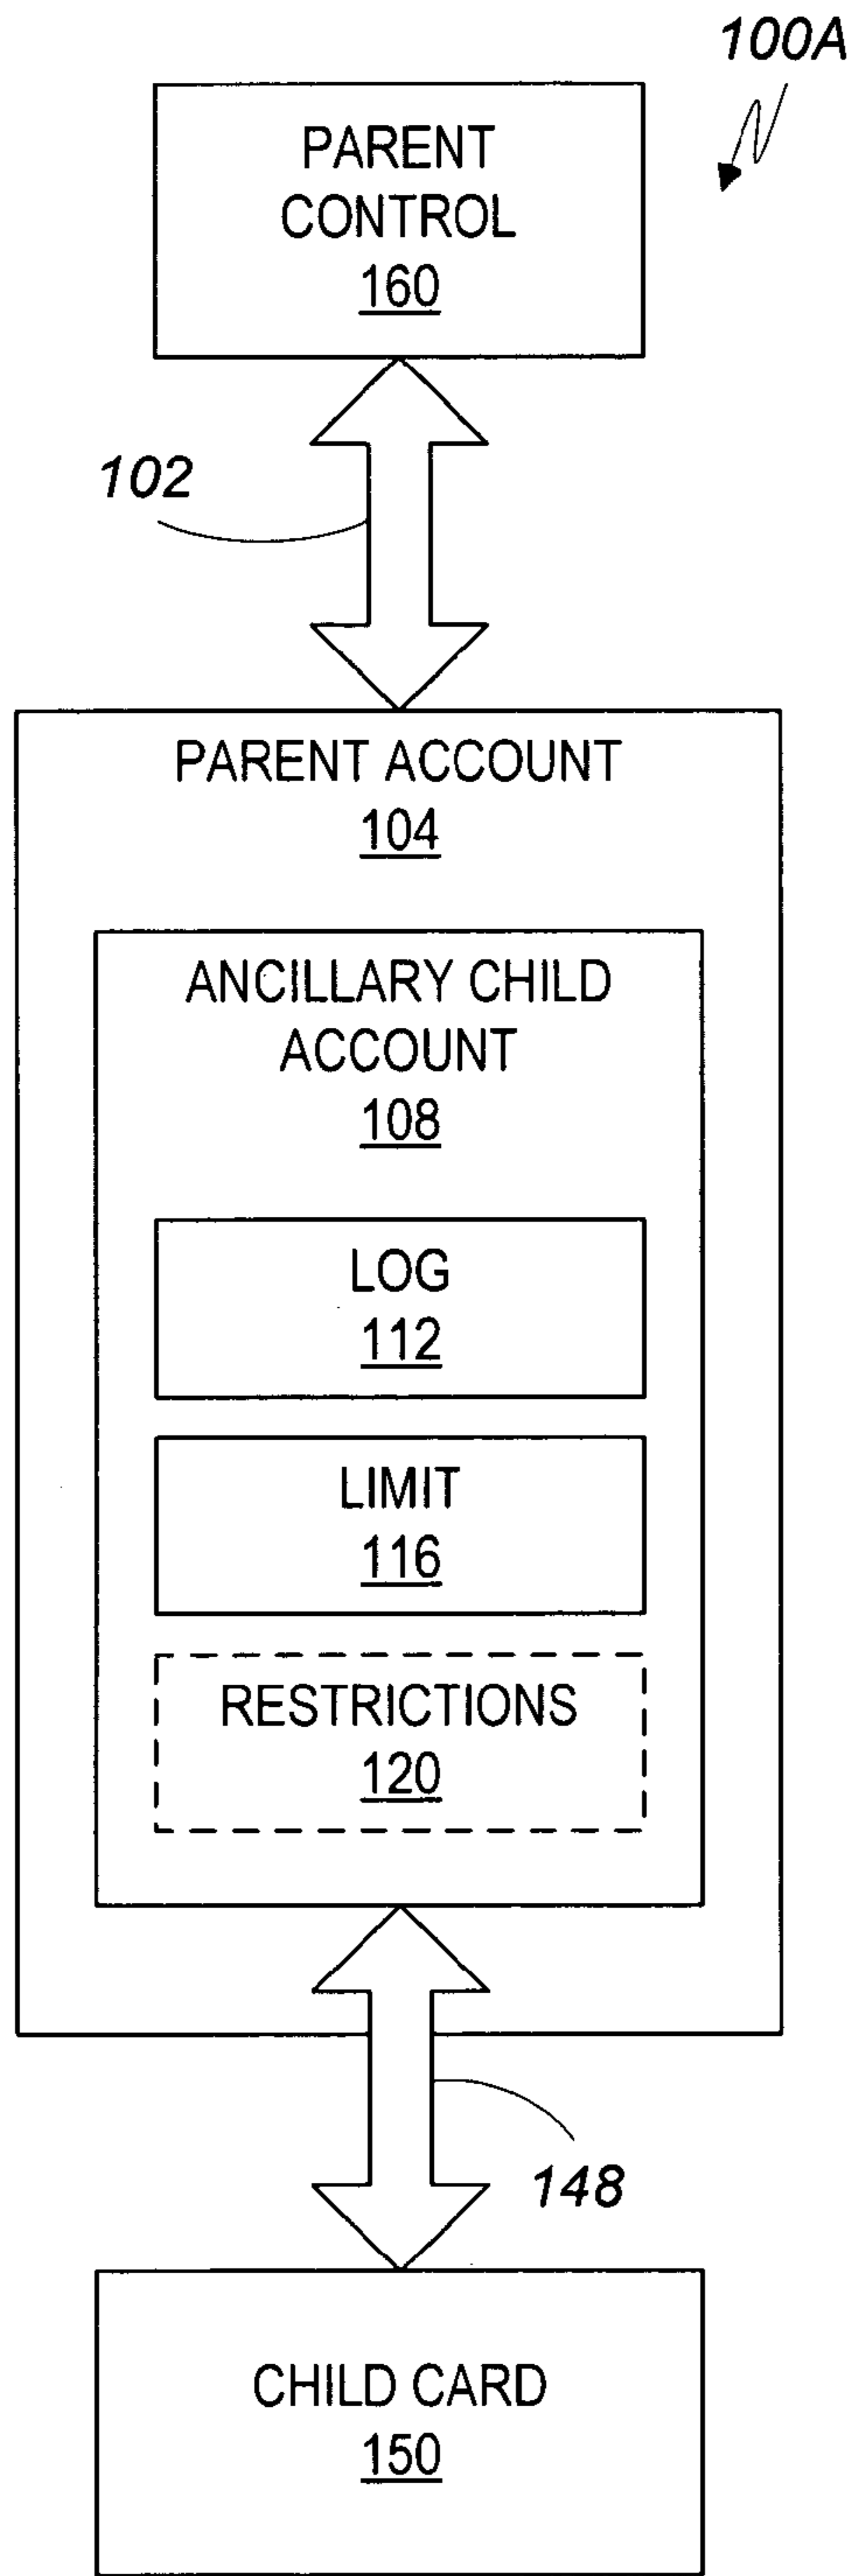 100A
PARENT
CONTROL
160
102
PARENT ACCOUNT
104
ANCILLARY CHILD
ACCOUNT
108
LOG
112
LIMIT
116
RESTRICTIONS
120
148
CHILD CARD
150